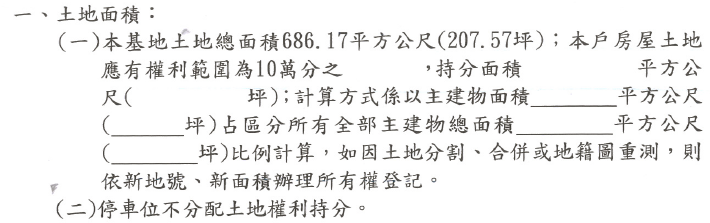 一、土地面積：
(一)本基地土地總面積686.17平方公尺(207.57坪)；本戶房屋土地
應有權利範圍為10萬分之　　　，持分面積　　　　　平方公
尺(　　　　　坪)；計算方式係以主建物面積________平方公尺
(_______坪)占區分所有全部主建物總面積_________平方公尺
(________坪)比例計算，如因土地分割、合併或地籍圖重測，則
依新地號、新面積辦理所有權登記。
(二)停車位不分配土地權利持分。